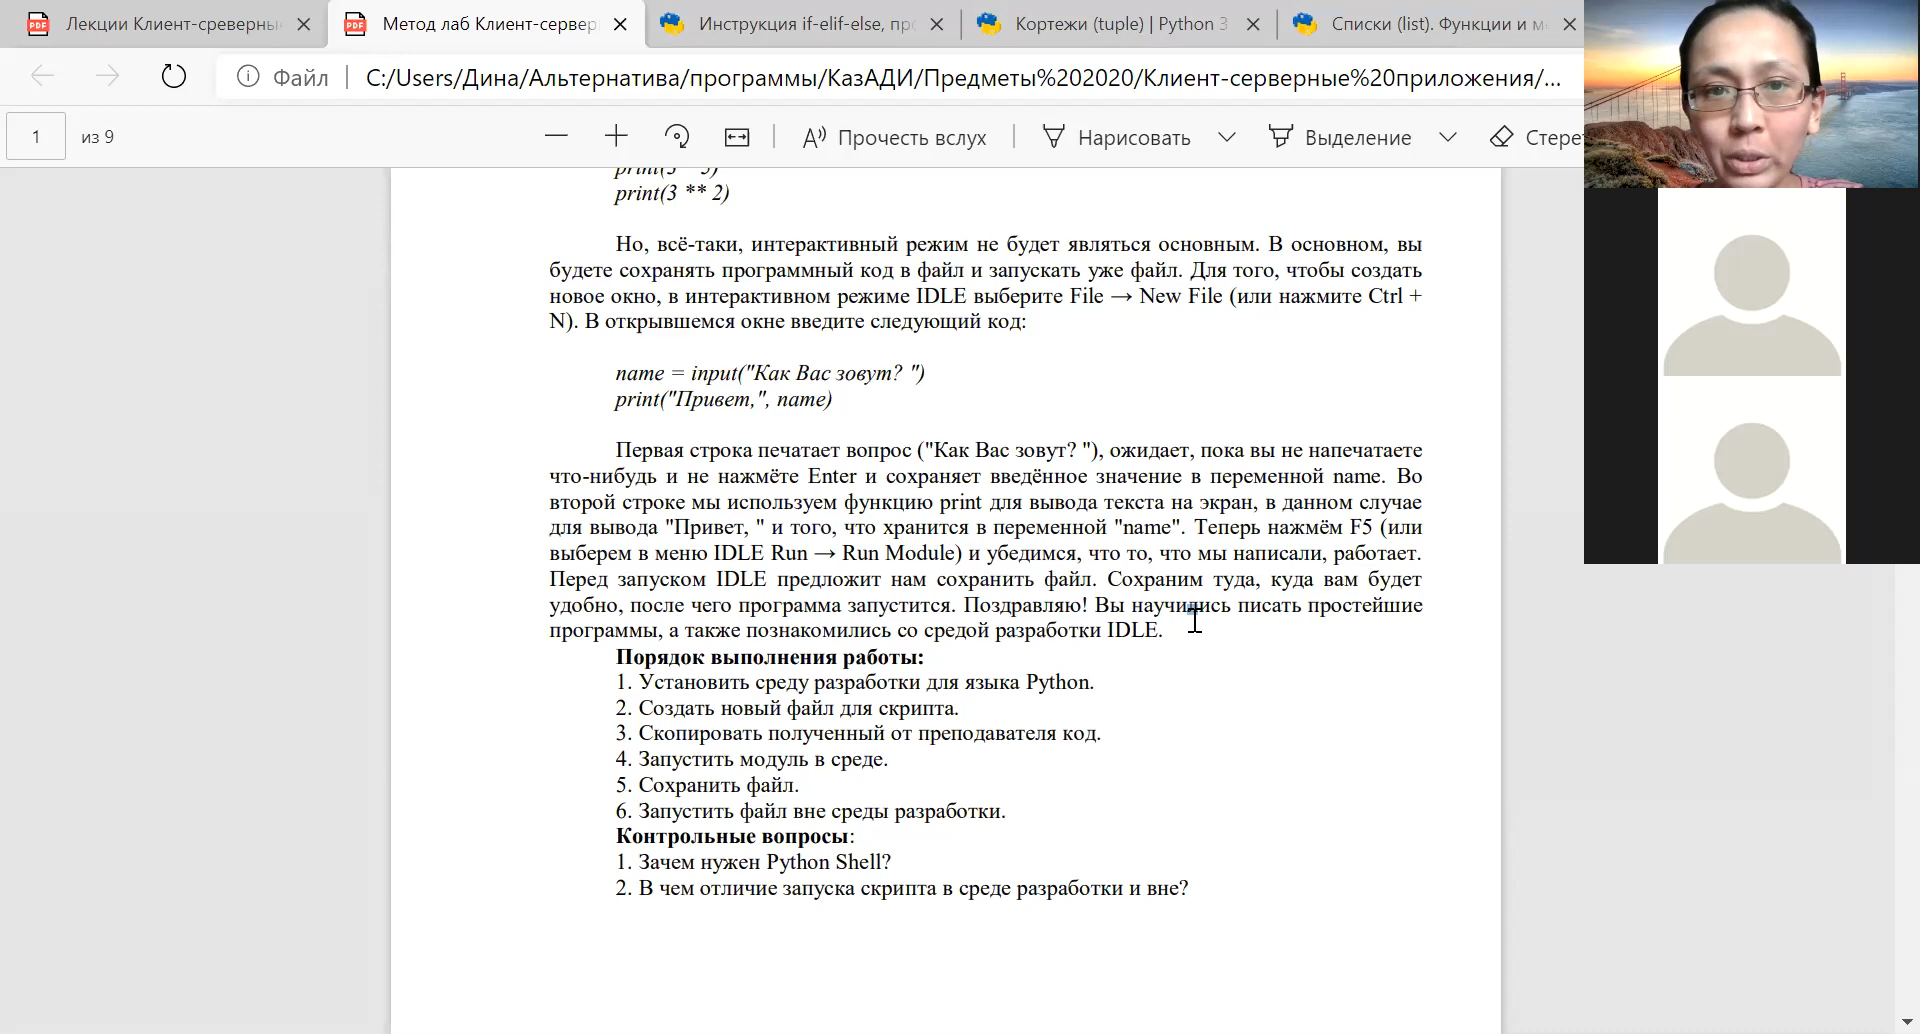 Лекции Клиент-среверны
Метод лаб Клиент-сервер
Инструкция if-elif-else, про
Кортежи (tuple) | Python 3
Списки (list). Функции и ме
Файл
C:/Users/Дина/Альтернатива/программы/КазАДИ/Предметы%202020/Клиент-серверные%20приложения/...
1 из 9
Прочесть вслух
Нарисовать
Выделение
Стерет
print(3 ** 2)
Но, всё-таки, интерактивный режим не будет являться основным. В основном, вы
будете сохранять программный код в файл и запускать уже файл. Для того, чтобы создать
новое окно, в интерактивном режиме IDLE выберите File → New File (или нажмите Ctrl +
N). В открывшемся окне введите следующий код:
name = input("Как Вас зовут? ")
print("Привет,", name)
Первая строка печатает вопрос ("Как Вас зовут? "), ожидает, пока вы не напечатаете
что-нибудь и не нажмёте Enter и сохраняет введённое значение в переменной name. Во
второй строке мы используем функцию print для вывода текста на экран, в данном случае
для вывода "Привет, " и того, что хранится в переменной "name". Теперь нажмём F5 (или
выберем в меню IDLE Run → Run Module) и убедимся, что то, что мы написали, работает.
Перед запуском IDLE предложит нам сохранить файл. Сохраним туда, куда вам будет
удобно, после чего программа запустится. Поздравляю! Вы научились писать простейшие
программы, а также познакомились со средой разработки IDLE.
Порядок выполнения работы:
1. Установить среду разработки для языка Python.
2. Создать новый файл для скрипта.
3. Скопировать полученный от преподавателя код.
4. Запустить модуль в среде.
5. Сохранить файл.
6. Запустить файл вне среды разработки.
Контрольные вопросы:
1. Зачем нужен Python Shell?
2. В чем отличие запуска скрипта в среде разработки и вне?